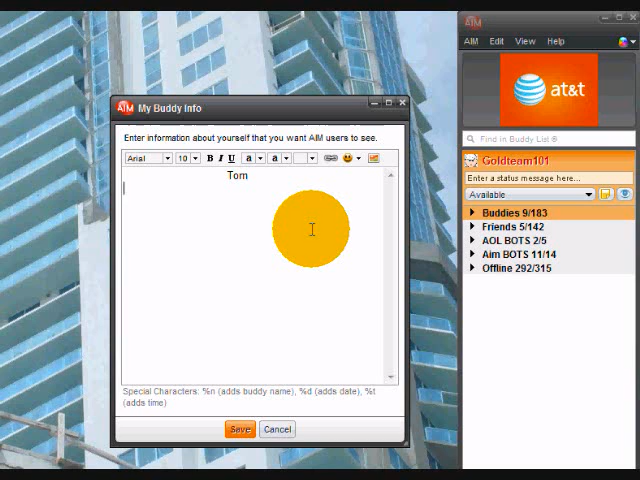 AIM
AIM Edit View Help
at&t
Find in Buddy List ®
Goldteam101
Enter a status message here...
Available
Buddies 9/183
Friends 5/142
AOL BOTS 2/5
Aim BOTS 11/14
Offline 292/315
AIM My Buddy Info
Enter information about yourself that you want AIM users to see.
Arial 10 B I U a a
Tom
Special Characters: %n (adds buddy name), %d (adds date), %t
(adds time)
Save Cancel